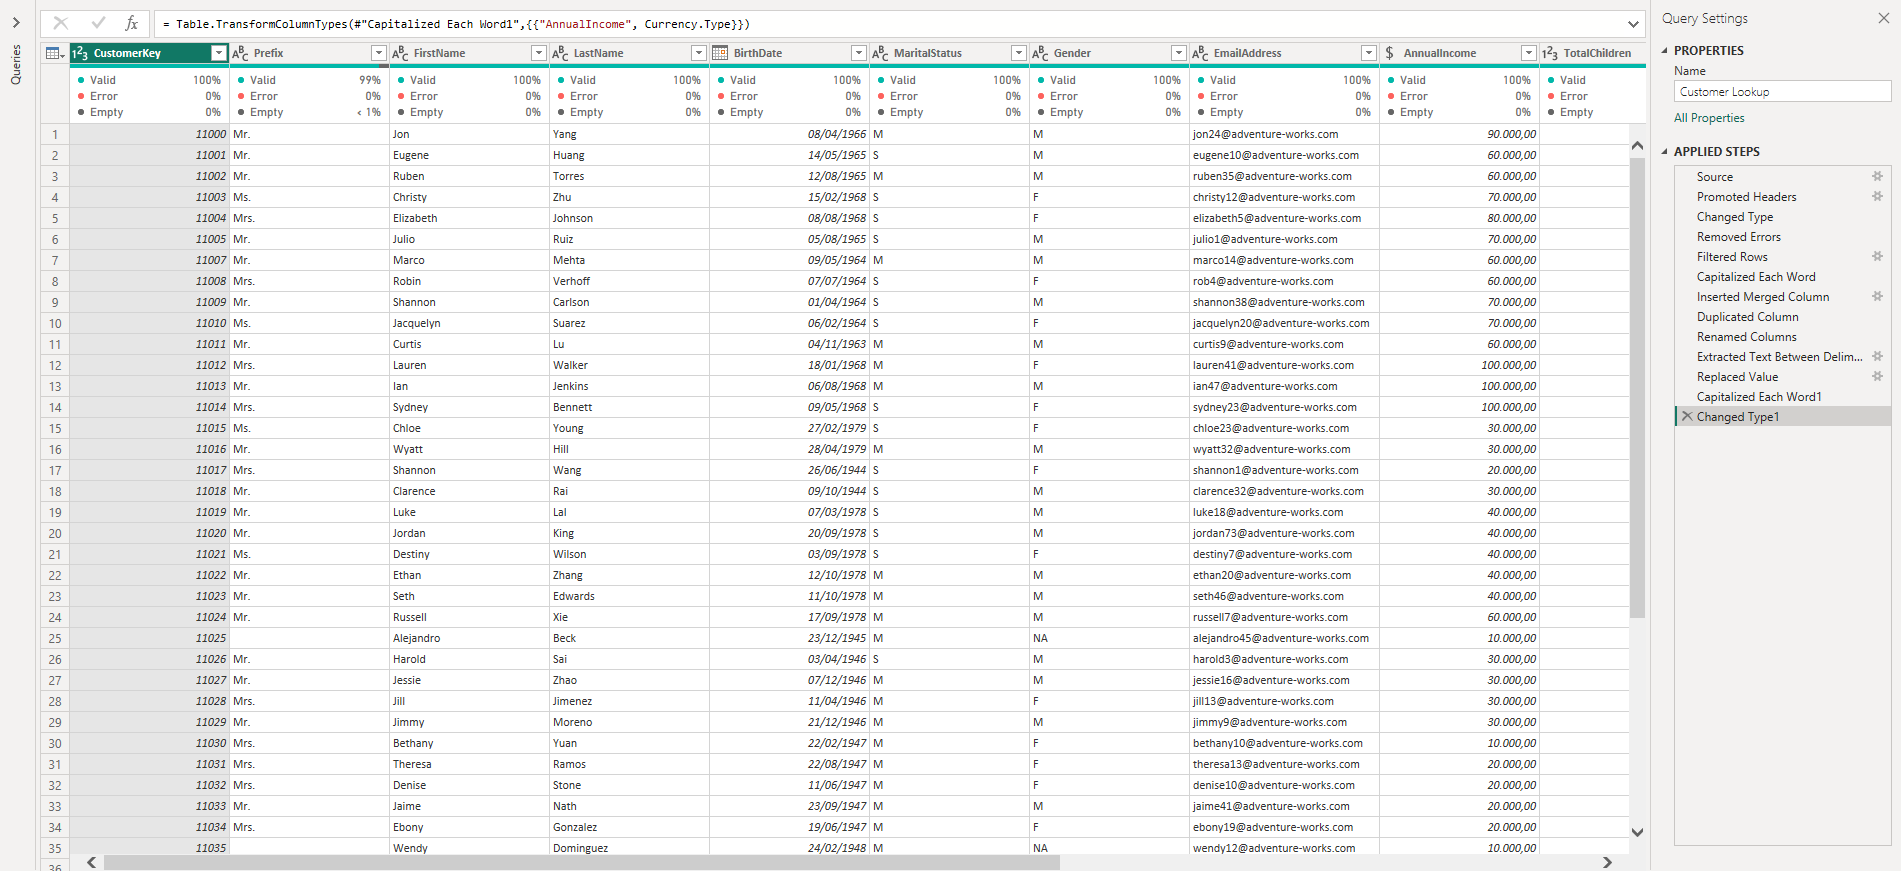 Queries
= Table.TransformColumnTypes(#"Capitalized Each Word1",{{"AnnualIncome", Currency.Type}})
CustomerKey Prefix FirstName LastName BirthDate MaritalStatus Gender EmailAddress AnnualIncome TotalChildren
Valid 100% Valid 99% Valid 100% Valid 100% Valid 100% Valid 100% Valid 100% Valid 100% Valid 100% Valid
Error 0% Error 0% Error 0% Error 0% Error 0% Error 0% Error 0% Error 0% Error 0% Error
Empty 0% Empty < 1% Empty 0% Empty 0% Empty 0% Empty 0% Empty 0% Empty 0% Empty 0% Empty
1 11000 Mr. Jon Yang 08/04/1966 M M jon24@adventure-works.com 90.000,00
2 11001 Mr. Eugene Huang 14/05/1965 S M eugene10@adventure-works.com 60.000,00
3 11002 Mr. Ruben Torres 12/08/1965 M M ruben35@adventure-works.com 60.000,00
4 11003 Ms. Christy Zhu 15/02/1968 S F christy12@adventure-works.com 70.000,00
5 11004 Mrs. Elizabeth Johnson 08/08/1968 S F elizabeth5@adventure-works.com 80.000,00
6 11005 Mr. Julio Ruiz 05/08/1965 S M julio1@adventure-works.com 70.000,00
7 11007 Mr. Marco Mehta 09/05/1964 M M marco14@adventure-works.com 60.000,00
8 11008 Mrs. Robin Verhoff 07/07/1964 S F rob4@adventure-works.com 60.000,00
9 11009 Mr. Shannon Carlson 01/04/1964 S M shannon38@adventure-works.com 70.000,00
10 11010 Ms. Jacquelyn Suarez 06/02/1964 S F jacquelyn20@adventure-works.com 70.000,00
11 11011 Mr. Curtis Lu 04/11/1963 M M curtis9@adventure-works.com 60.000,00
12 11012 Mrs. Lauren Walker 18/01/1968 M F lauren41@adventure-works.com 100.000,00
13 11013 Mr. Ian Jenkins 06/08/1968 M M ian47@adventure-works.com 100.000,00
14 11014 Mrs. Sydney Bennett 09/05/1968 S F sydney23@adventure-works.com 100.000,00
15 11015 Ms. Chloe Young 27/02/1979 S F chloe23@adventure-works.com 30.000,00
16 11016 Mr. Wyatt Hill 28/04/1979 M M wyatt32@adventure-works.com 30.000,00
17 11017 Mrs. Shannon Wang 26/06/1944 S F shannon1@adventure-works.com 20.000,00
18 11018 Mr. Clarence Rai 09/10/1944 S M clarence32@adventure-works.com 30.000,00
19 11019 Mr. Luke Lal 07/03/1978 S M luke18@adventure-works.com 40.000,00
20 11020 Mr. Jordan King 20/09/1978 S M jordan73@adventure-works.com 40.000,00
21 11021 Ms. Destiny Wilson 03/09/1978 S F destiny7@adventure-works.com 40.000,00
22 11022 Mr. Ethan Zhang 12/10/1978 M M ethan20@adventure-works.com 40.000,00
23 11023 Mr. Seth Edwards 11/10/1978 M M seth46@adventure-works.com 40.000,00
24 11024 Mr. Russell Xie 17/09/1978 M M russell7@adventure-works.com 60.000,00
25 11025 Alejandro Beck 23/12/1945 M NA alejandro45@adventure-works.com 10.000,00
26 11026 Mr. Harold Sai 03/04/1946 S M harold3@adventure-works.com 30.000,00
27 11027 Mr. Jessie Zhao 07/12/1946 M M jessie16@adventure-works.com 30.000,00
28 11028 Mrs. Jill Jimenez 11/04/1946 M F jill13@adventure-works.com 30.000,00
29 11029 Mr. Jimmy Moreno 21/12/1946 M M jimmy9@adventure-works.com 30.000,00
30 11030 Mrs. Bethany Yuan 22/02/1947 M F bethany10@adventure-works.com 10.000,00
31 11031 Mrs. Theresa Ramos 22/08/1947 M F theresa13@adventure-works.com 20.000,00
32 11032 Mrs. Denise Stone 11/06/1947 M F denise10@adventure-works.com 20.000,00
33 11033 Mr. Jaime Nath 23/09/1947 M M jaime41@adventure-works.com 20.000,00
34 11034 Mrs. Ebony Gonzalez 19/06/1947 M F ebony19@adventure-works.com 20.000,00
35 11035 Wendy Dominguez 24/02/1948 M NA wendy12@adventure-works.com 10.000,00
36
Query Settings
PROPERTIES
Name
Customer Lookup
All Properties
APPLIED STEPS
Source
Promoted Headers
Changed Type
Removed Errors
Filtered Rows
Capitalized Each Word
Inserted Merged Column
Duplicated Column
Renamed Columns
Extracted Text Between Delim...
Replaced Value
Capitalized Each Word1
Changed Type1